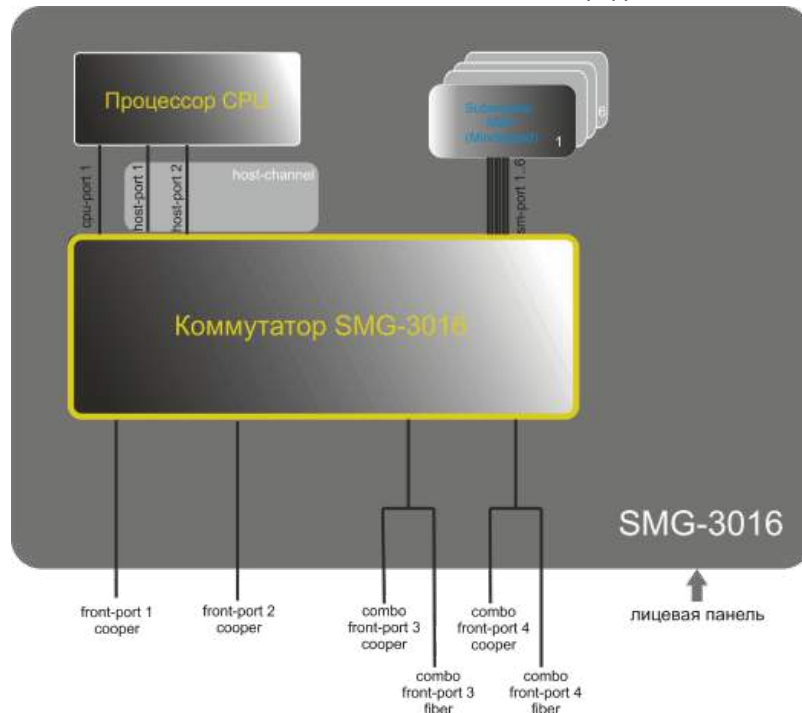 Процессор CPU
Submodule
(Mindspeed)
1
6
cpu-port 1
host-port 1
host-port 2
host-channel
sm-port 1..6
Коммутатор SMG-3016
SMG-3016
лицевая панель
front-port 1
cooper
front-port 2
cooper
combo
front-port 3
cooper
combo
front-port 4
cooper
combo
front-port 3
fiber
combo
front-port 4
fiber